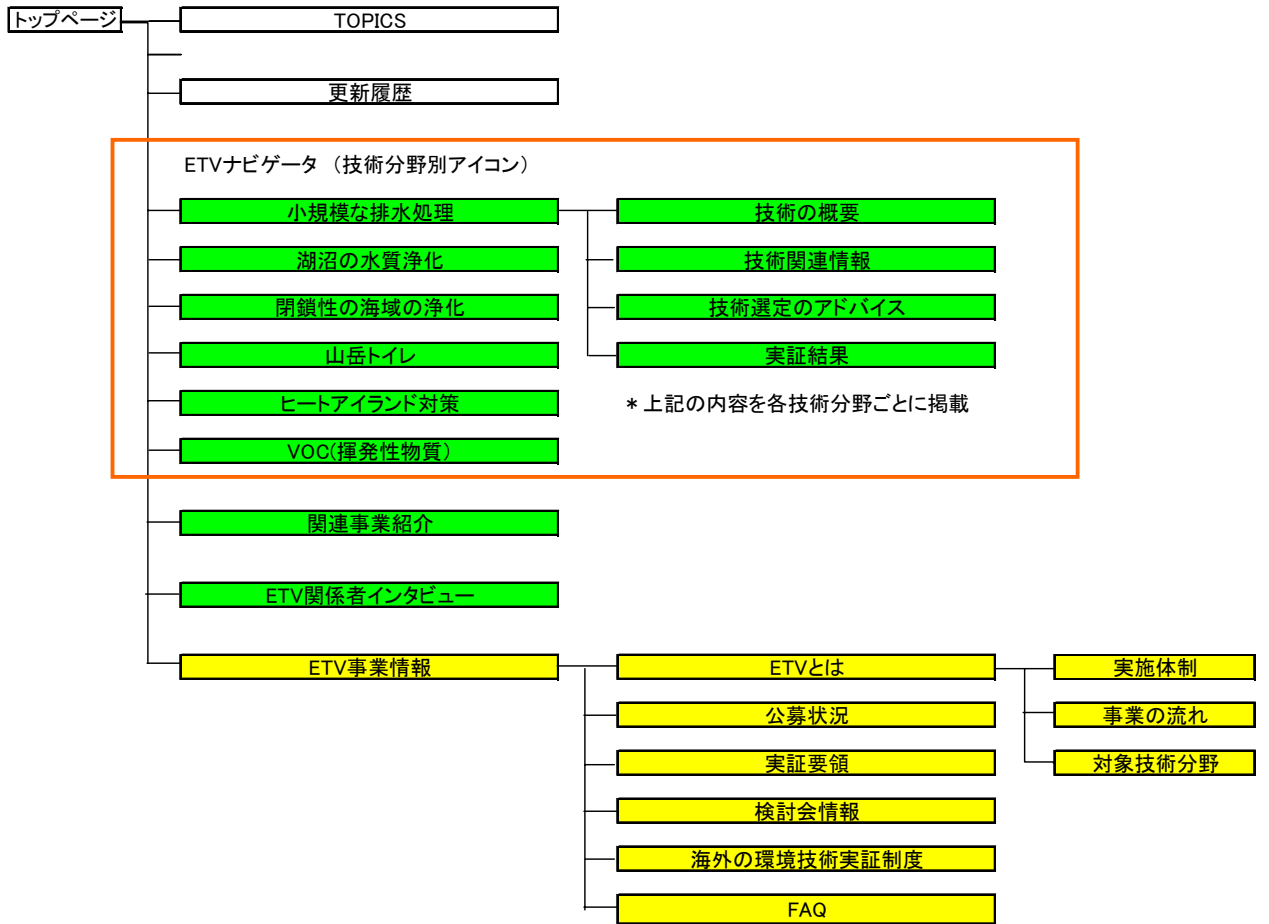 トップページ
TOPICS
更新履歴
ETVナビゲータ （技術分野別アイコン）
小規模な排水処理
技術の概要
湖沼の水質浄化
技術関連情報
閉鎖性の海域の浄化
技術選定のアドバイス
山岳トイレ
実証結果
ヒートアイランド対策
＊上記の内容を各技術分野ごとに掲載
VOC(揮発性物質）
関連事業紹介
ETV関係者インタビュー
ETV事業情報
ETVとは
実施体制
公募状況
事業の流れ
実証要領
対象技術分野
検討会情報
海外の環境技術実証制度
FAQ